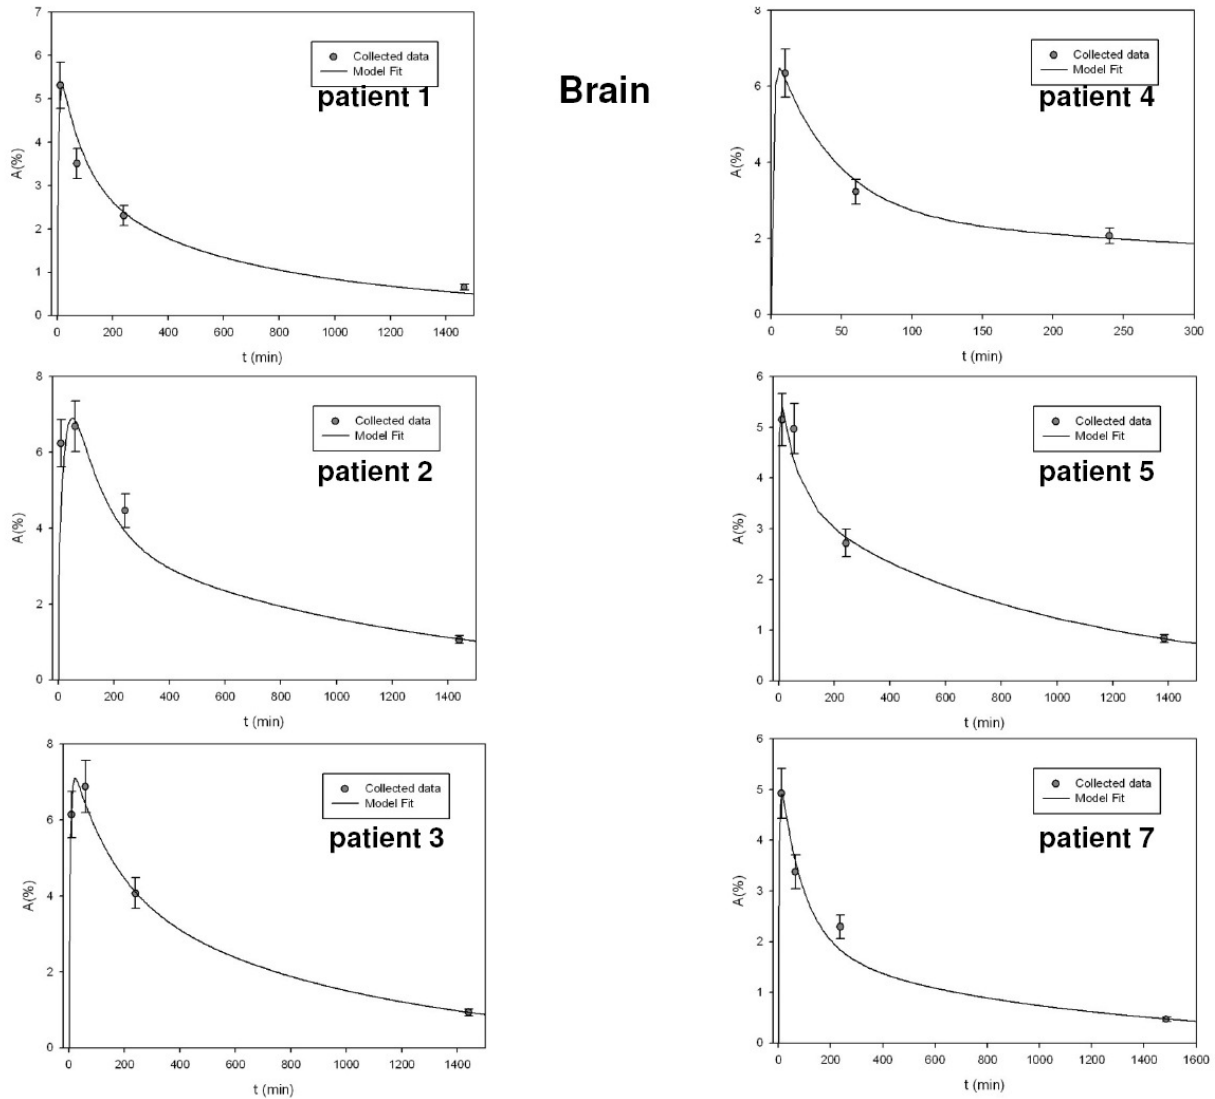 Brain
7
6
5
4
3
2
1
0
A(%)
Collected data
Model Fit
patient 1
0 200 400 600 800 1000 1200 1400
t (min)
8
6
4
2
0
A(%)
Collected data
Model Fit
patient 4
0 50 100 150 200 250 300
t (min)
8
6
4
2
0
A(%)
Collected data
Model Fit
patient 2
0 200 400 600 800 1000 1200 1400
t (min)
6
5
4
3
2
1
0
A(%)
Collected data
Model Fit
patient 5
0 200 400 600 800 1000 1200 1400
t (min)
8
6
4
2
0
A(%)
Collected data
Model Fit
patient 3
0 200 400 600 800 1000 1200 1400
t (min)
6
5
4
3
2
1
0
A(%)
Collected data
Model Fit
patient 7
0 200 400 600 800 1000 1200 1400 1600
t (min)